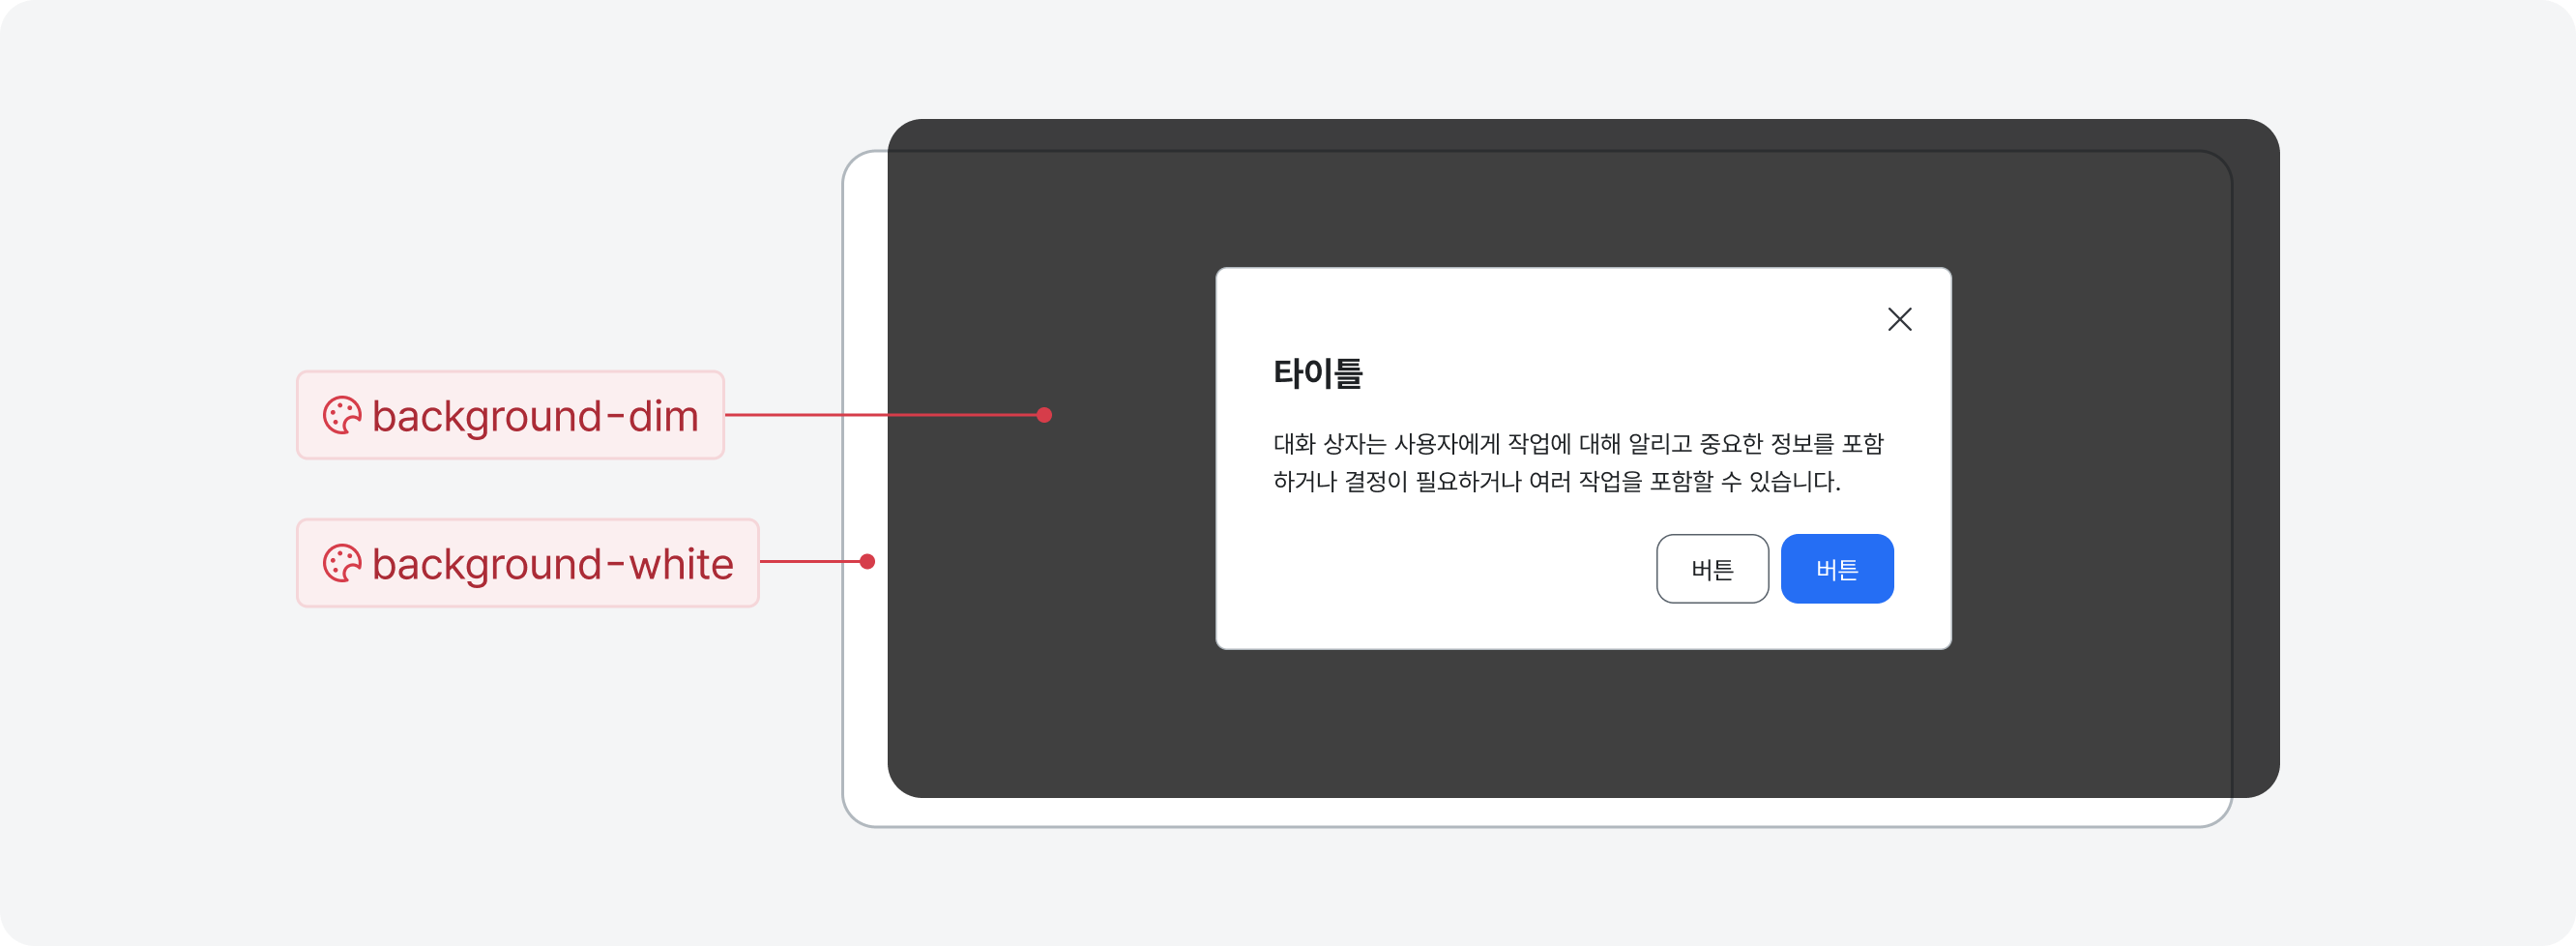 타이틀
대화 상자는 사용자에게 작업에 대해 알리고 중요한 정보를 포함
하거나 결정이 필요하거나 여러 작업을 포함할 수 있습니다.
버튼 버튼
background-dim
background-white